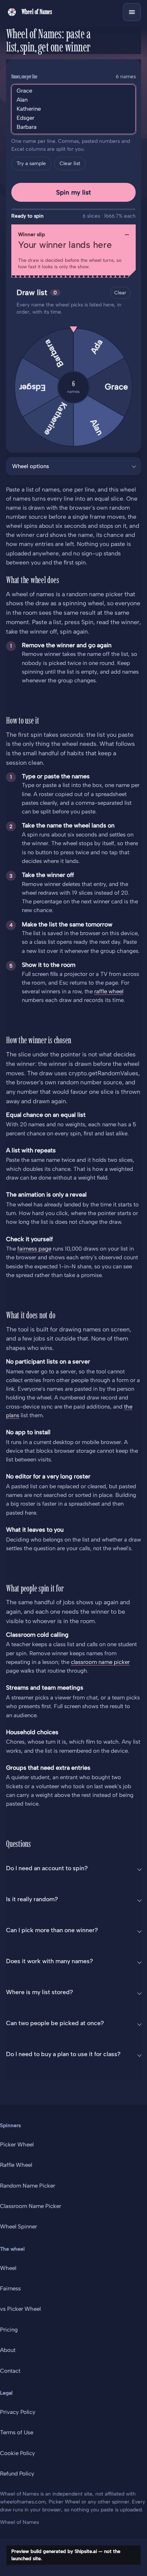 Wheel of Names
Wheel of Names: paste a
list, spin, get one winner
Names, one per line
6 names
Grace
Alan
Katherine
Edsger
Barbara
One name per line. Commas, pasted numbers and
Excel columns are split for you.
Try a sample
Clear list
Spin my list
Ready to spin
6 slices · 16.67% each
Winner slip
Your winner lands here
The draw is decided before the wheel turns, so
how fast it looks is only the show.
Draw list 0
Clear
Every name the wheel picks is listed here, in
order, with its time.
Barbara
Apa
Grace
Alan
Katherine
Edsger
6
names
Wheel options
Paste a list of names, one per line, and this wheel
turns every entry into an equal slice. One random
number source behind the draw picks the winner
before the first frame moves, the wheel only has
to stop in the right place, and a second draw with
the drops on and off, and how many entries are
left. Nothing you paste is uploaded anywhere and
no sign-up stands between you and the first spin.
What the wheel does
A wheel of names is a random name picker that
draws as a spinning wheel, so everyone in the
room sees the result at the same moment. Paste a
list, press Spin, read the winner, take the winner
off, spin again.
1
Remove the winner and go again
Remove takes the name off the list, so
nobody is picked twice in one round. Keep
spinning until the list is empty, and add names
whenever the group changes.
How to use it
The first spin takes seconds: the list you paste
is the only thing the wheel needs. What follows
are the small handful of habits that keep a
session clean.
1
Type or paste the names
Type or paste a list into the box, one name per
line. A roster copied out of a spreadsheet
pastes cleanly, and a comma-separated list
can be split before you paste.
2
Take the name the wheel lands on
A spin runs about six seconds and settles on
the winner. The wheel stops by itself, so there
is no button to press twice and no tap that
decides where it lands.
3
Take the winner off
Remove winner deletes that entry, and the
wheel redraws with 19 slices instead of 20.
The percentage in the corner of the card is the
new chance.
4
Make the list the same tomorrow
The list is saved in the browser on this device,
so a class list opens ready the next day. Paste
a new list over it whenever the group changes.
5
Show it to the room
Full screen fills a projector or a TV from across
the room, and Esc returns to the page. For
several winners in a row, the raffle wheel
numbers each draw and records its time.
How the winner is chosen
The slice under the pointer is not what decides
the winner: the winner is drawn before the wheel
moves. The draw uses crypto.getRandomValues,
the browser's own random number generator, and
no part of it would favour one slice over another.
Try away and draw again.
Equal chance on an equal list
With 20 names and no weights, each name has a 5
percent chance on every spin, first and last alike.
A list with repeats
Paste the same name twice and it holds two slices,
which is twice the chance. That is how a draw can
be done without a weight field.
The animation is only a reveal
The wheel has already landed by the time it starts to
turn. How hard you click, where the pointer starts or
how long it spins does not change who
Check it yourself
The fairness page runs 10,000 draws on your list in
the browser and checks each entry's observed count
beside the expected 1-in-N share, so you can see
the spread rather than take a promise.
What it does not do
The tool is built for drawing names on screen,
and a few jobs sit outside that. None of them
shapes who wins.
No participant lists on a server
Names never go to a server, so the tool cannot
collect entries from other people through a form or a
link. Everyone's names are pasted in by the person
holding the wheel. A entrant draw record and
cross-device sync are the paid additions, and the
plans list them.
No app to install
It runs in a current desktop or mobile browser. A
device that blocks browser storage cannot keep the
list between visits.
No editor for a very long roster
A pasted list can be replaced or cleared, but pasted
names are not searched or sorted inside. Editing
a big roster is faster in a spreadsheet and then
pasted here.
What it leaves to you
Deciding who belongs on the list and whether a draw
settles the question are your calls, not the wheel's.
What people spin it for
The same handful of jobs show up again and
again, and each one needs the winner to be
visible to whoever is in the room.
Classroom cold calling
A teacher keeps a class list and calls on one student
per spin. Remove winner keeps names from
repeating in a lesson; the classroom name picker
page walks that routine through.
Streams and team meetings
A streamer picks a viewer from chat, or a team picks
who presents first. Full screen shows the result to
an audience.
Household choices
Chores, whose turn it is, which film to watch. Any list
works, and the list is remembered on the device.
Groups that need extra entries
A quieter draw, an entrant who bought two
tickets or a teammate who took on last week's job
can carry a weight above the rest instead of being
pasted twice.
Questions
Do I need an account to spin?
Is it really random?
Can I pick more than one winner?
Does it work with many names?
Where is my list stored?
Can two people be picked at once?
Do I need to buy a plan to use it for class?
Spinners
Picker Wheel
Raffle Wheel
Random Name Picker
Classroom Name Picker
Wheel Spinner
The wheel
Wheel
Fairness
vs Picker Wheel
Pricing
About
Contact
Legal
Privacy Policy
Terms of Use
Cookie Policy
Refund Policy
Wheel of Names is an independent site, not affiliated with
wheelofnames.com, Picker Wheel or any other spinner. Every
draw runs in your browser, so nothing you paste is uploaded.
Wheel of Names
Preview build generated by Shipsite.ai — not the
launched site.